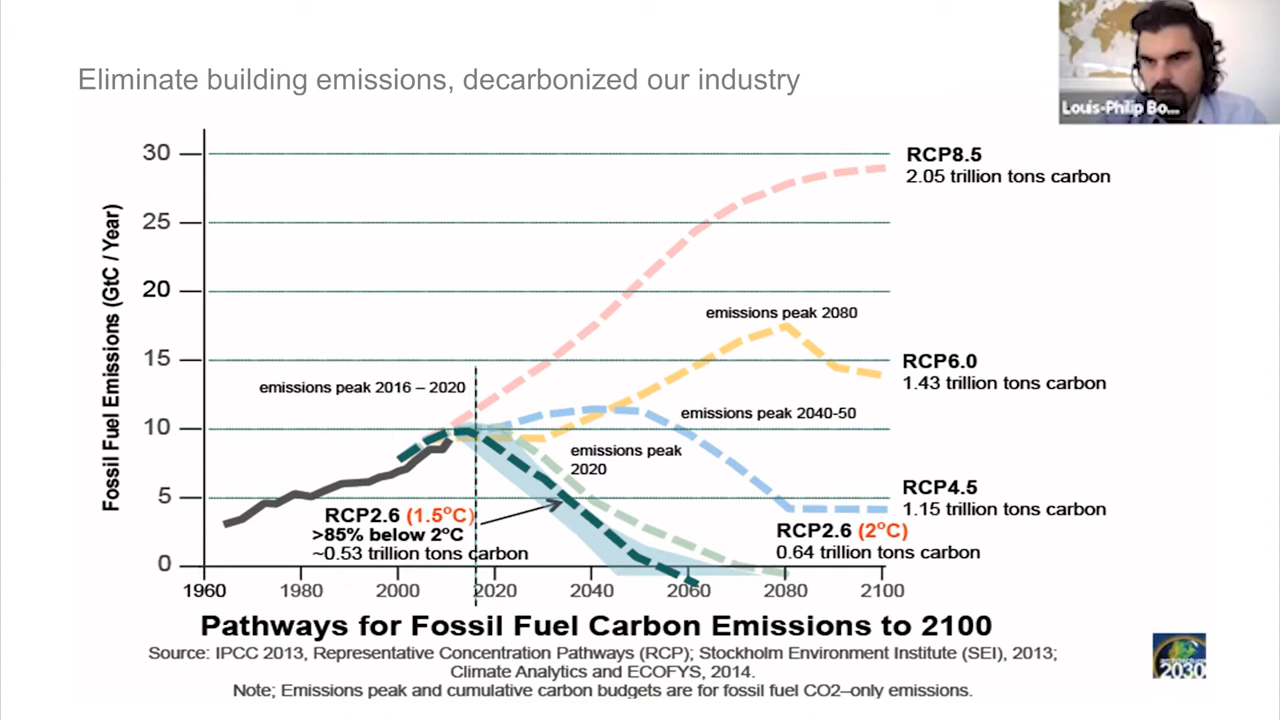 Eliminate building emissions, decarbonized our industry
Louis-Philip Bo...
Fossil Fuel Emissions (GtC / Year)
30
25
20
15
10
5
0
1960
1980
2000
2020
2040
2060
2080
2100
RCP8.5
2.05 trillion tons carbon
emissions peak 2080
RCP6.0
1.43 trillion tons carbon
emissions peak 2016 – 2020
emissions peak 2040-50
emissions peak
2020
RCP4.5
1.15 trillion tons carbon
RCP2.6 (1.5°C)
>85% below 2°C
~0.53 trillion tons carbon
RCP2.6 (2°C)
0.64 trillion tons carbon
Pathways for Fossil Fuel Carbon Emissions to 2100
Source: IPCC 2013, Representative Concentration Pathways (RCP); Stockholm Environment Institute (SEI), 2013;
Climate Analytics and ECOFYS, 2014.
Note; Emissions peak and cumulative carbon budgets are for fossil fuel CO2–only emissions.
2030